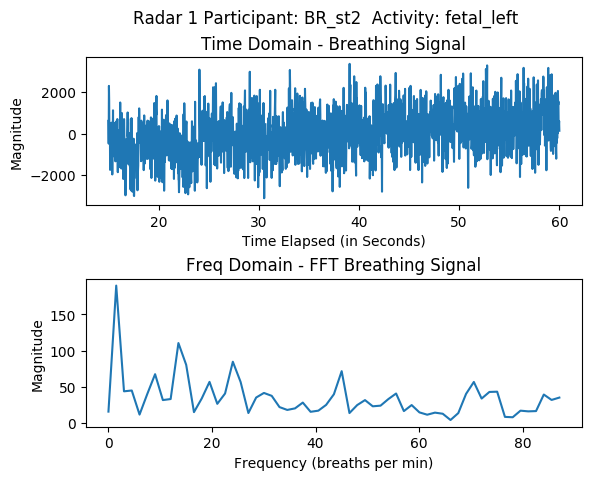 Radar 1 Participant: BR_st2  Activity: fetal_left
Time Domain - Breathing Signal
Magnitude
2000
0
−2000
20 30 40 50 60
Time Elapsed (in Seconds)
Freq Domain - FFT Breathing Signal
Magnitude
150
100
50
0
0 20 40 60 80
Frequency (breaths per min)